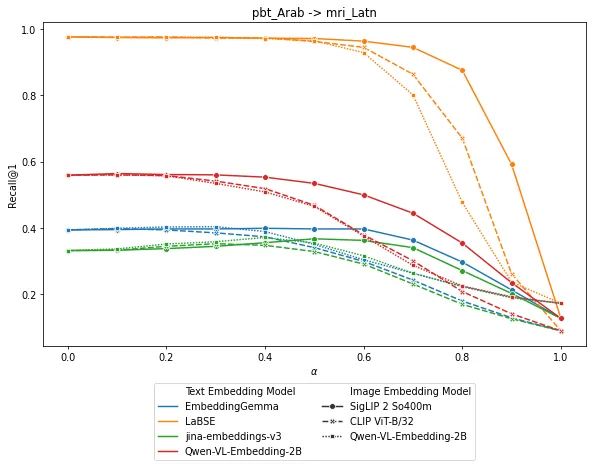 pbt_Arab -> mri_Latn
1.0
0.8
0.6
0.4
0.2
Recall@1
0.0 0.2 0.4 0.6 0.8 1.0
α
Text Embedding Model Image Embedding Model
EmbeddingGemma SigLIP 2 So400m
LaBSE CLIP ViT-B/32
jina-embeddings-v3 Qwen-VL-Embedding-2B
Qwen-VL-Embedding-2B